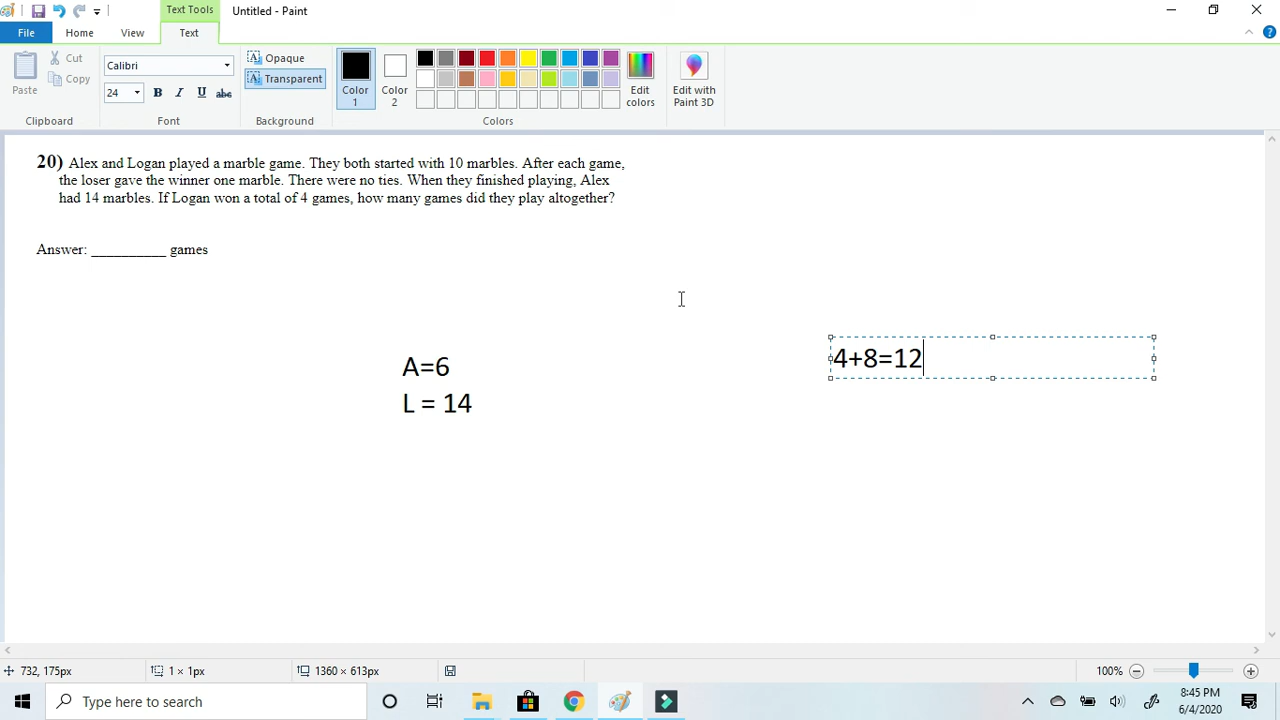 Text Tools
Untitled - Paint
File
Home
View
Text
Paste
Cut
Copy
Calibri
24
B
I
U
abc
Opaque
Transparent
Color
1
Color
2
Edit
colors
Edit with
Paint 3D
Clipboard
Font
Background
Colors
20) Alex and Logan played a marble game. They both started with 10 marbles. After each game,
the loser gave the winner one marble. There were no ties. When they finished playing, Alex
had 14 marbles. If Logan won a total of 4 games, how many games did they play altogether?
Answer: __________ games
4+8=12
A=6
L = 14
732, 175px
1 × 1px
1360 × 613px
100%
Type here to search
8:45 PM
6/4/2020